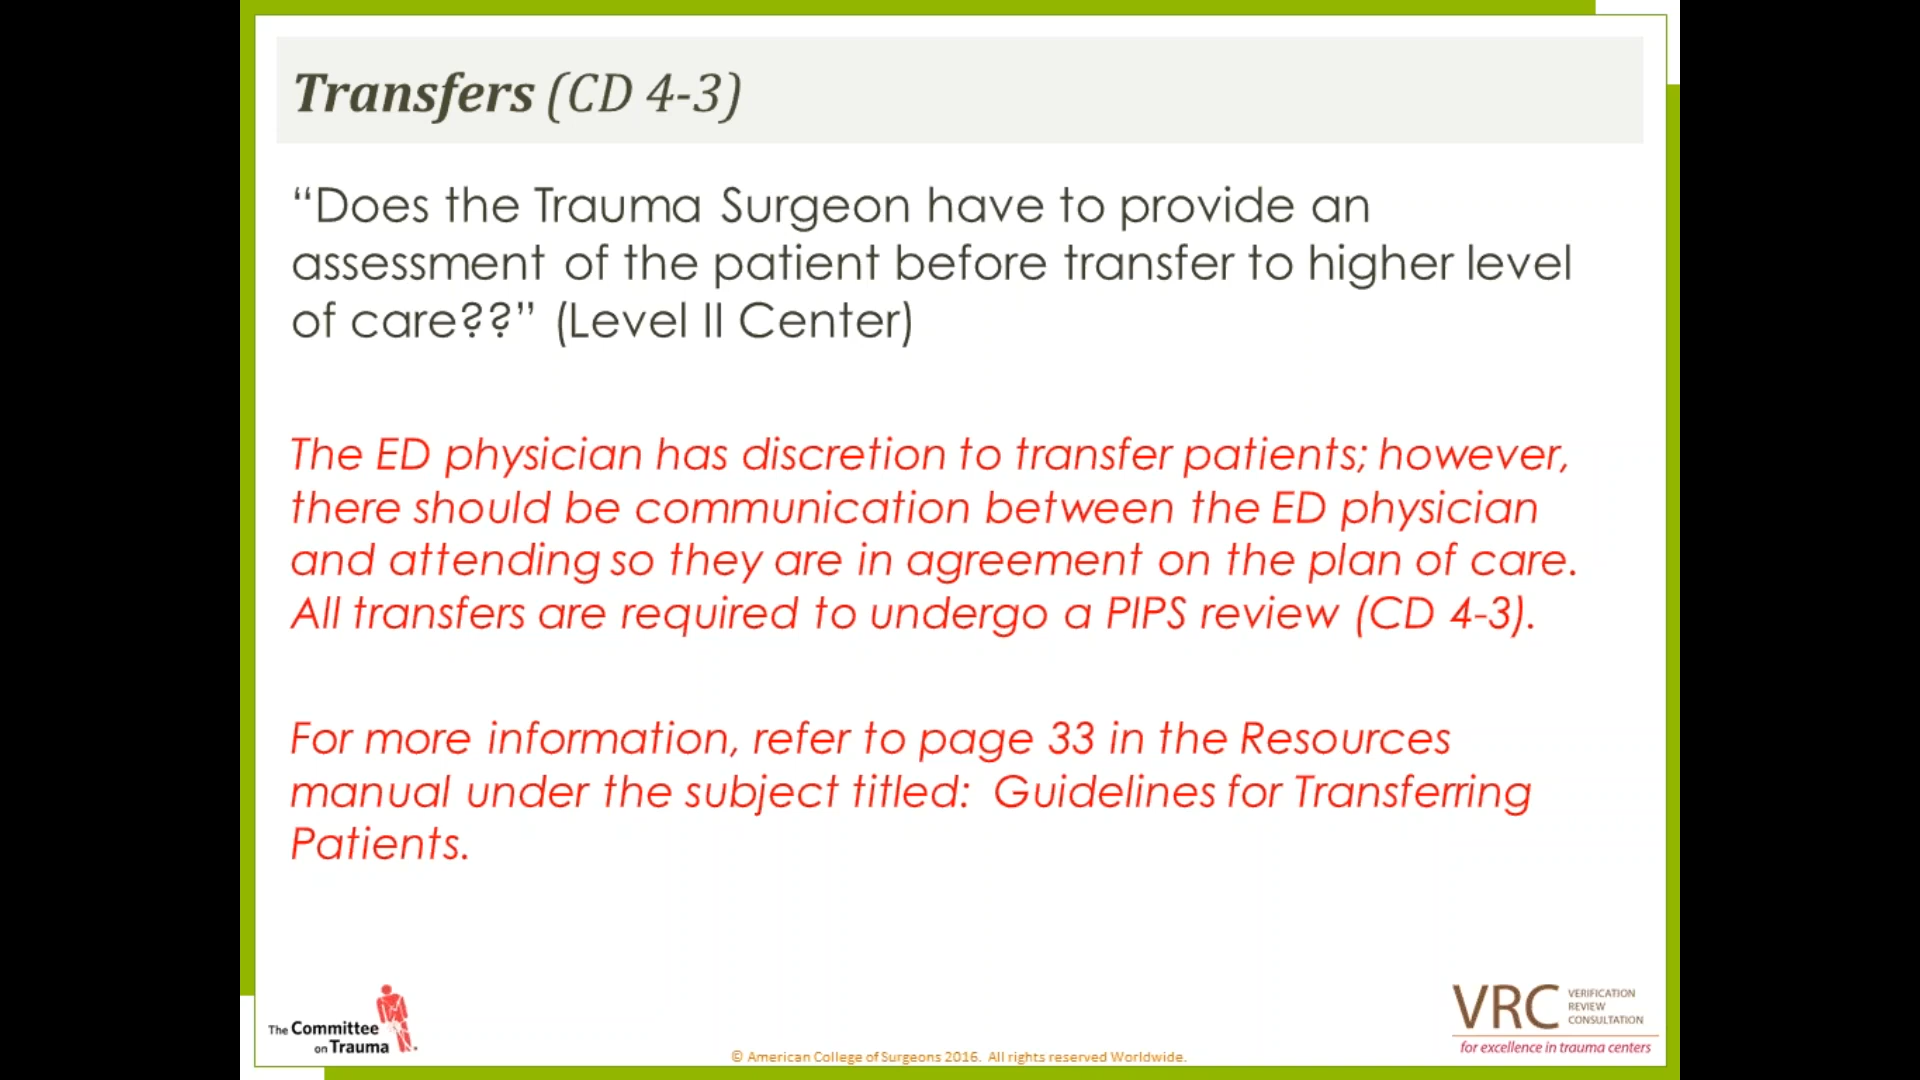 Transfers (CD 4-3)
“Does the Trauma Surgeon have to provide an
assessment of the patient before transfer to higher level
of care??” (Level II Center)
The ED physician has discretion to transfer patients; however,
there should be communication between the ED physician
and attending so they are in agreement on the plan of care.
All transfers are required to undergo a PIPS review (CD 4-3).
For more information, refer to page 33 in the Resources
manual under the subject titled:  Guidelines for Transferring
Patients.
The Committee
on Trauma
© American College of Surgeons 2016.  All rights reserved Worldwide.
VRC VERIFICATION
REVIEW
CONSULTATION
for excellence in trauma centers